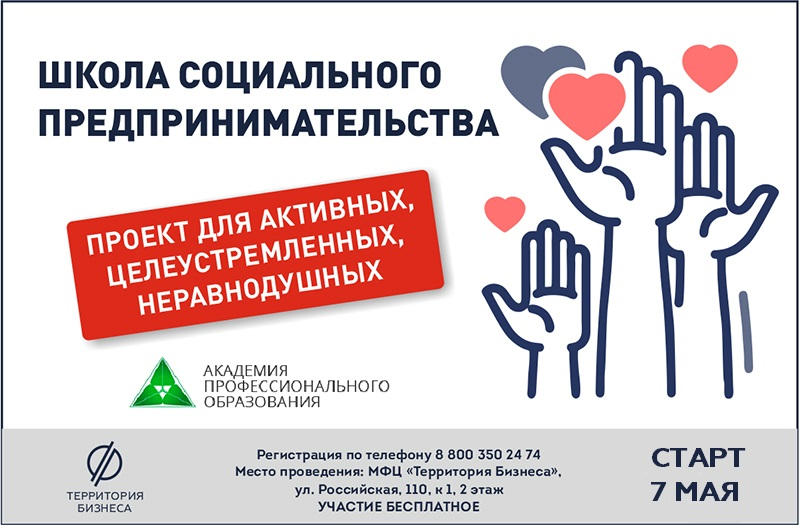 ШКОЛА СОЦИАЛЬНОГО
ПРЕДПРИНИМАТЕЛЬСТВА
ПРОЕКТ ДЛЯ АКТИВНЫХ,
ЦЕЛЕУСТРЕМЛЕННЫХ,
НЕРАВНОДУШНЫХ
АКАДЕМИЯ
ПРОФЕССИОНАЛЬНОГО
ОБРАЗОВАНИЯ
ТЕРРИТОРИЯ
БИЗНЕСА
Регистрация по телефону 8 800 350 24 74
Место проведения: МФЦ «Территория Бизнеса»,
ул. Российская, 110, к 1, 2 этаж
УЧАСТИЕ БЕСПЛАТНОЕ
СТАРТ
7 МАЯ